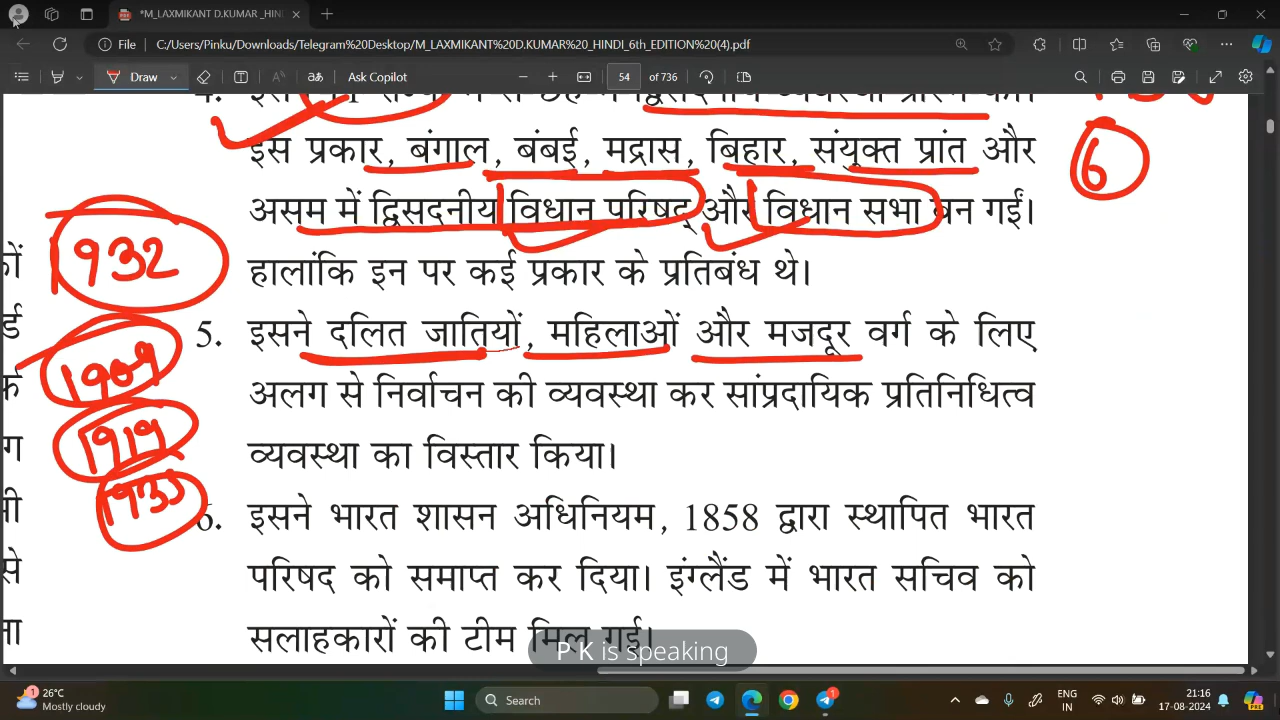 *M_LAXMIKANT D.KUMAR _HIN
File C:/Users/Pinku/Downloads/Telegram%20Desktop/M_LAXMIKANT%20D.KUMAR%20_HINDI_6th_EDITION%20(4).pdf
Draw Ask Copilot 54 of 736
इस प्रकार, बंगाल, बंबई, मद्रास, बिहार, संयुक्त प्रांत और
6
असम में द्विसदनीय विधान परिषद् और विधान सभा बन गईं।
932
हालांकि इन पर कई प्रकार के प्रतिबंध थे।
5. इसने दलित जातियों, महिलाओं और मजदूर वर्ग के लिए
1909
अलग से निर्वाचन की व्यवस्था कर सांप्रदायिक प्रतिनिधित्व
1919
व्यवस्था का विस्तार किया।
1935
6. इसने भारत शासन अधिनियम, 1858 द्वारा स्थापित भारत
परिषद को समाप्त कर दिया। इंग्लैंड में भारत सचिव को
सलाहकारों की टीम मिल गई।
P K is speaking
26°C
Mostly cloudy
Search
ENG
IN
21:16
17-08-2024